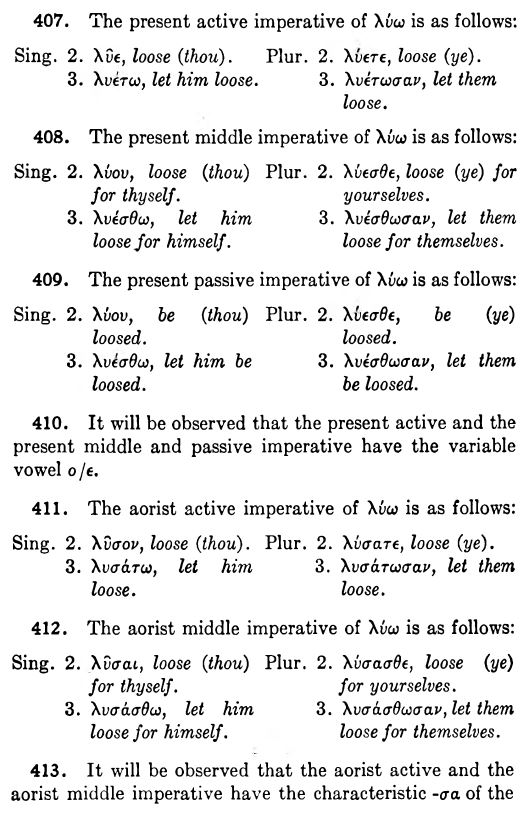 407. The present active imperative of λύω is as follows:
Sing. 2. λῦε, loose (thou). Plur. 2. λύετε, loose (ye).
3. λυέτω, let him loose. 3. λυέτωσαν, let them
loose.
408. The present middle imperative of λύω is as follows:
Sing. 2. λύου, loose (thou) Plur. 2. λύεσθε, loose (ye) for
for thyself. yourselves.
3. λυέσθω, let him 3. λυέσθωσαν, let them
loose for himself. loose for themselves.
409. The present passive imperative of λύω is as follows:
Sing. 2. λύου, be (thou) Plur. 2. λύεσθε, be (ye)
loosed. loosed.
3. λυέσθω, let him be 3. λυέσθωσαν, let them
loosed. be loosed.
410. It will be observed that the present active and the
present middle and passive imperative have the variable
vowel ο/ε.
411. The aorist active imperative of λύω is as follows:
Sing. 2. λῦσον, loose (thou). Plur. 2. λύσατε, loose (ye).
3. λυσάτω, let him 3. λυσάτωσαν, let them
loose. loose.
412. The aorist middle imperative of λύω is as follows:
Sing. 2. λῦσαι, loose (thou) Plur. 2. λύσασθε, loose (ye)
for thyself. for yourselves.
3. λυσάσθω, let him 3. λυσάσθωσαν, let them
loose for himself. loose for themselves.
413. It will be observed that the aorist active and the
aorist middle imperative have the characteristic -σα of the